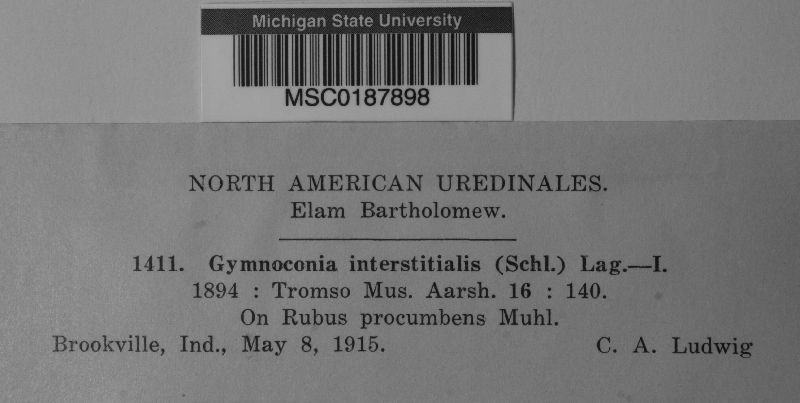 Michigan State University
MSC0187898
NORTH AMERICAN UREDINALES.
Elam Bartholomew.
1411. Gymnoconia interstitialis (Schl.) Lag.—I.
1894 : Tromso Mus. Aarsh. 16 : 140.
On Rubus procumbens Muhl.
Brookville, Ind., May 8, 1915. C. A. Ludwig